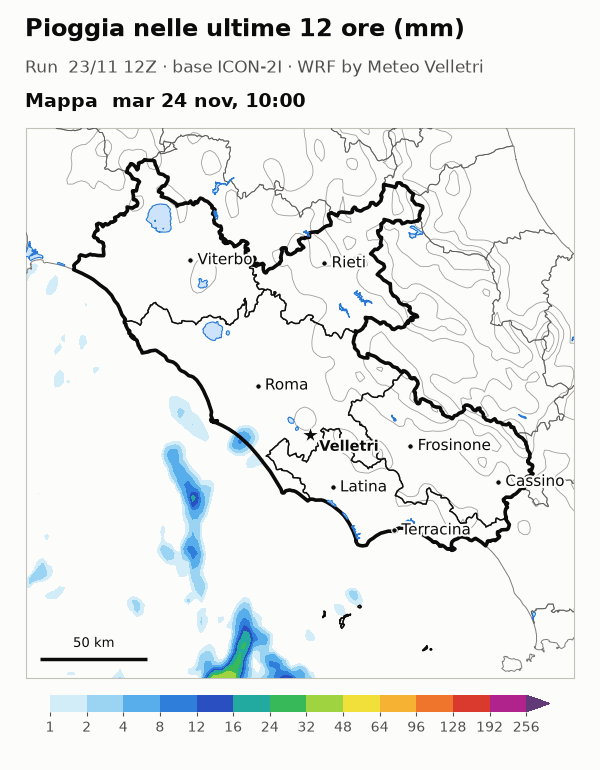 Pioggia nelle ultime 12 ore (mm)
Run  23/11 12Z · base ICON-2I · WRF by Meteo Velletri
Mappa  mar 24 nov, 10:00
Viterbo
Rieti
Roma
Velletri
Frosinone
Latina
Cassino
Terracina
50 km
1 2 4 8 12 16 24 32 48 64 96 128 192 256